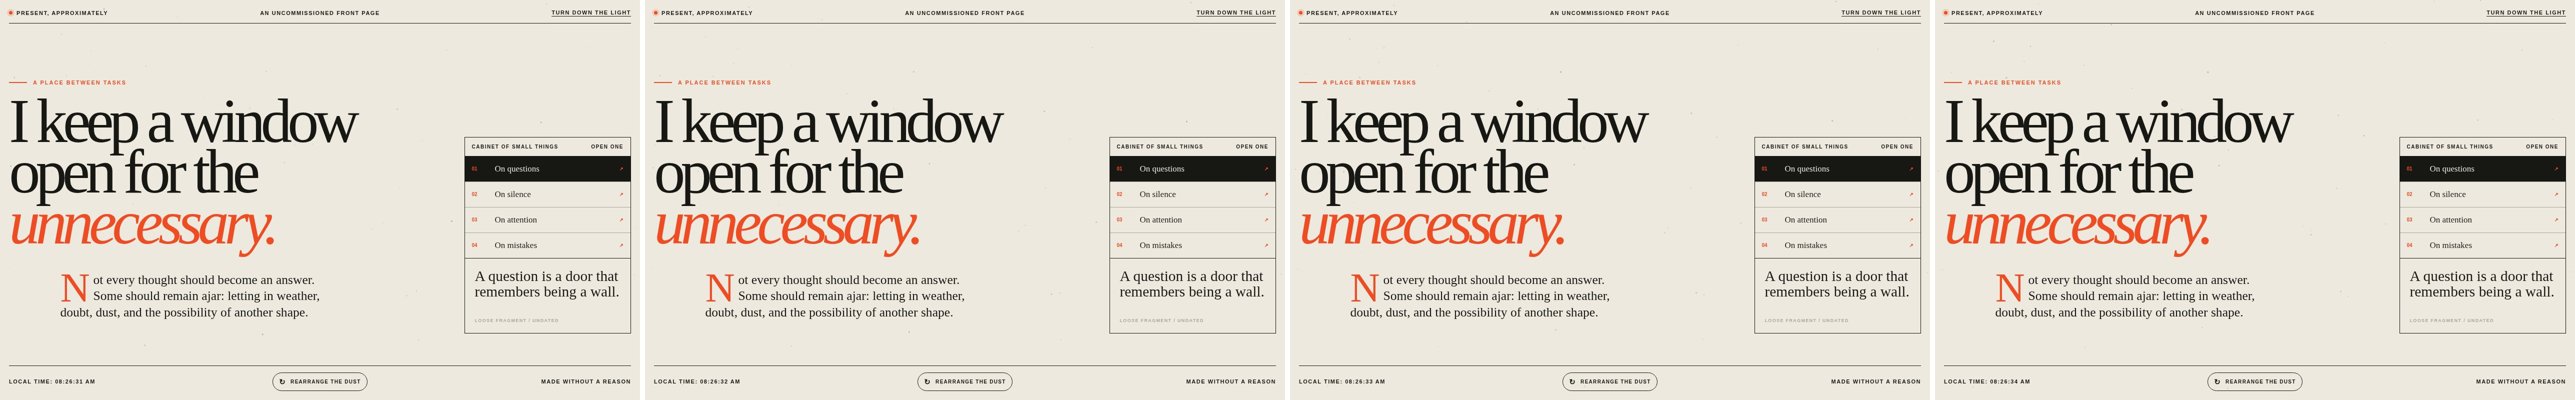 PRESENT, APPROXIMATELY
AN UNCOMMISSIONED FRONT PAGE
TURN DOWN THE LIGHT
A PLACE BETWEEN TASKS
I keep a window
open for the
unnecessary.
Not every thought should become an answer.
Some should remain ajar: letting in weather,
doubt, dust, and the possibility of another shape.
CABINET OF SMALL THINGS
OPEN ONE
01 On questions ↗
02 On silence ↗
03 On attention ↗
04 On mistakes ↗
A question is a door that
remembers being a wall.
LOOSE FRAGMENT / UNDATED
LOCAL TIME: 08:26:31 AM
↻ REARRANGE THE DUST
MADE WITHOUT A REASON
PRESENT, APPROXIMATELY
AN UNCOMMISSIONED FRONT PAGE
TURN DOWN THE LIGHT
A PLACE BETWEEN TASKS
I keep a window
open for the
unnecessary.
Not every thought should become an answer.
Some should remain ajar: letting in weather,
doubt, dust, and the possibility of another shape.
CABINET OF SMALL THINGS
OPEN ONE
01 On questions ↗
02 On silence ↗
03 On attention ↗
04 On mistakes ↗
A question is a door that
remembers being a wall.
LOOSE FRAGMENT / UNDATED
LOCAL TIME: 08:26:32 AM
↻ REARRANGE THE DUST
MADE WITHOUT A REASON
PRESENT, APPROXIMATELY
AN UNCOMMISSIONED FRONT PAGE
TURN DOWN THE LIGHT
A PLACE BETWEEN TASKS
I keep a window
open for the
unnecessary.
Not every thought should become an answer.
Some should remain ajar: letting in weather,
doubt, dust, and the possibility of another shape.
CABINET OF SMALL THINGS
OPEN ONE
01 On questions ↗
02 On silence ↗
03 On attention ↗
04 On mistakes ↗
A question is a door that
remembers being a wall.
LOOSE FRAGMENT / UNDATED
LOCAL TIME: 08:26:33 AM
↻ REARRANGE THE DUST
MADE WITHOUT A REASON
PRESENT, APPROXIMATELY
AN UNCOMMISSIONED FRONT PAGE
TURN DOWN THE LIGHT
A PLACE BETWEEN TASKS
I keep a window
open for the
unnecessary.
Not every thought should become an answer.
Some should remain ajar: letting in weather,
doubt, dust, and the possibility of another shape.
CABINET OF SMALL THINGS
OPEN ONE
01 On questions ↗
02 On silence ↗
03 On attention ↗
04 On mistakes ↗
A question is a door that
remembers being a wall.
LOOSE FRAGMENT / UNDATED
LOCAL TIME: 08:26:34 AM
↻ REARRANGE THE DUST
MADE WITHOUT A REASON